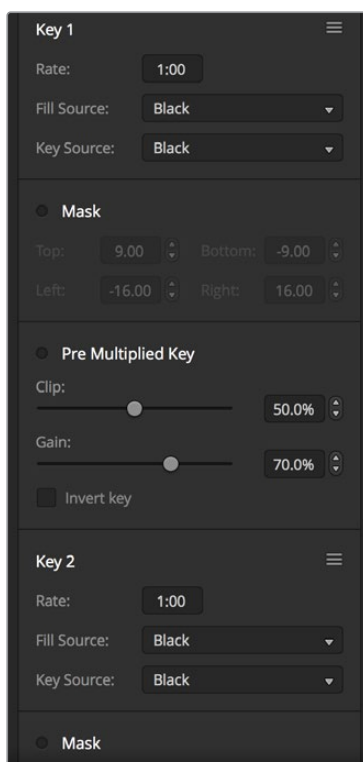 Key 1
Rate: 1:00
Fill Source: Black
Key Source: Black
Mask
Top: 9.00 Bottom: -9.00
Left: -16.00 Right: 16.00
Pre Multiplied Key
Clip:
50.0%
Gain:
70.0%
Invert key
Key 2
Rate: 1:00
Fill Source: Black
Key Source: Black
Mask